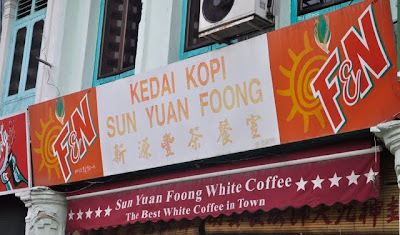 F&N
KEDAI KOPI
SUN YUAN FOONG
新源豐茶餐室
F&N
★★★★★ Sun Yuan Foong White Coffee ★★★★★
The Best White Coffee in Town